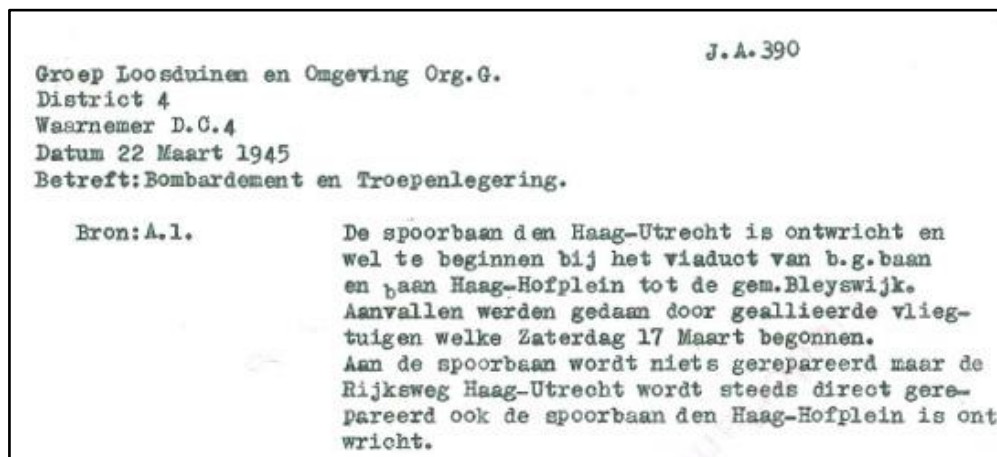 J.A.390
Groep Loosduinen en Omgeving Org.G.
District 4
Waarnemer D.C.4
Datum 22 Maart 1945
Betreft:Bombardement en Troepenlegering.
Bron:A.1. De spoorbaan den Haag-Utrecht is ontwricht en
wel te beginnen bij het viaduct van b.g.baan
en baan Haag-Hofplein tot de gem.Bleyswijk.
Aanvallen werden gedaan door geallieerde vlieg-
tuigen welke Zaterdag 17 Maart begonnen.
Aan de spoorbaan wordt niets gerepareerd maar de
Rijksweg Haag-Utrecht wordt steeds direct gere-
pareerd ook de spoorbaan den Haag-Hofplein is ont
wricht.